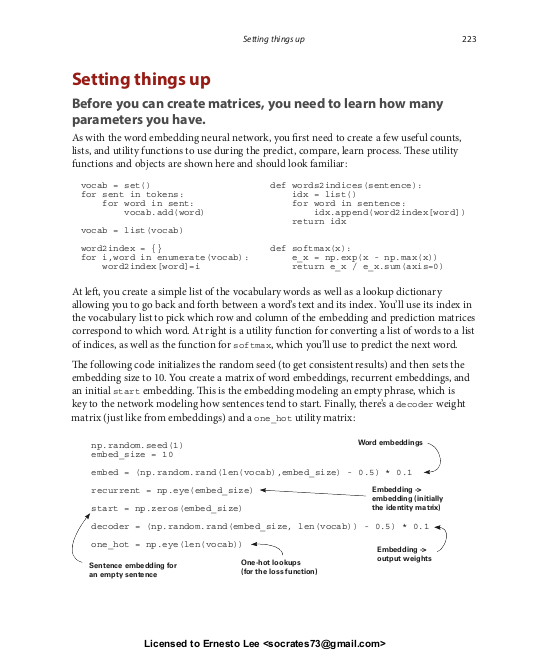 Setting things up
223
Setting things up
Before you can create matrices, you need to learn how many
parameters you have.
As with the word embedding neural network, you first need to create a few useful counts,
lists, and utility functions to use during the predict, compare, learn process. These utility
functions and objects are shown here and should look familiar:
vocab = set()
for sent in tokens:
    for word in sent:
        vocab.add(word)
vocab = list(vocab)
word2index = {}
for i,word in enumerate(vocab):
    word2index[word]=i
def words2indices(sentence):
    idx = list()
    for word in sentence:
        idx.append(word2index[word])
    return idx
def softmax(x):
    e_x = np.exp(x - np.max(x))
    return e_x / e_x.sum(axis=0)
At left, you create a simple list of the vocabulary words as well as a lookup dictionary
allowing you to go back and forth between a word's text and its index. You'll use its index in
the vocabulary list to pick which row and column of the embedding and prediction matrices
correspond to which word. At right is a utility function for converting a list of words to a list
of indices, as well as the function for softmax, which you'll use to predict the next word.
The following code initializes the random seed (to get consistent results) and then sets the
embedding size to 10. You create a matrix of word embeddings, recurrent embeddings, and
an initial start embedding. This is the embedding modeling an empty phrase, which is
key to the network modeling how sentences tend to start. Finally, there's a decoder weight
matrix (just like from embeddings) and a one_hot utility matrix:
np.random.seed(1)
embed_size = 10
Word embeddings
embed = (np.random.rand(len(vocab),embed_size) - 0.5) * 0.1
recurrent = np.eye(embed_size)
Embedding ->
embedding (initially
the identity matrix)
start = np.zeros(embed_size)
decoder = (np.random.rand(embed_size, len(vocab)) - 0.5) * 0.1
one_hot = np.eye(len(vocab))
Embedding ->
output weights
One-hot lookups
(for the loss function)
Sentence embedding for
an empty sentence
Licensed to Ernesto Lee <socrates73@gmail.com>